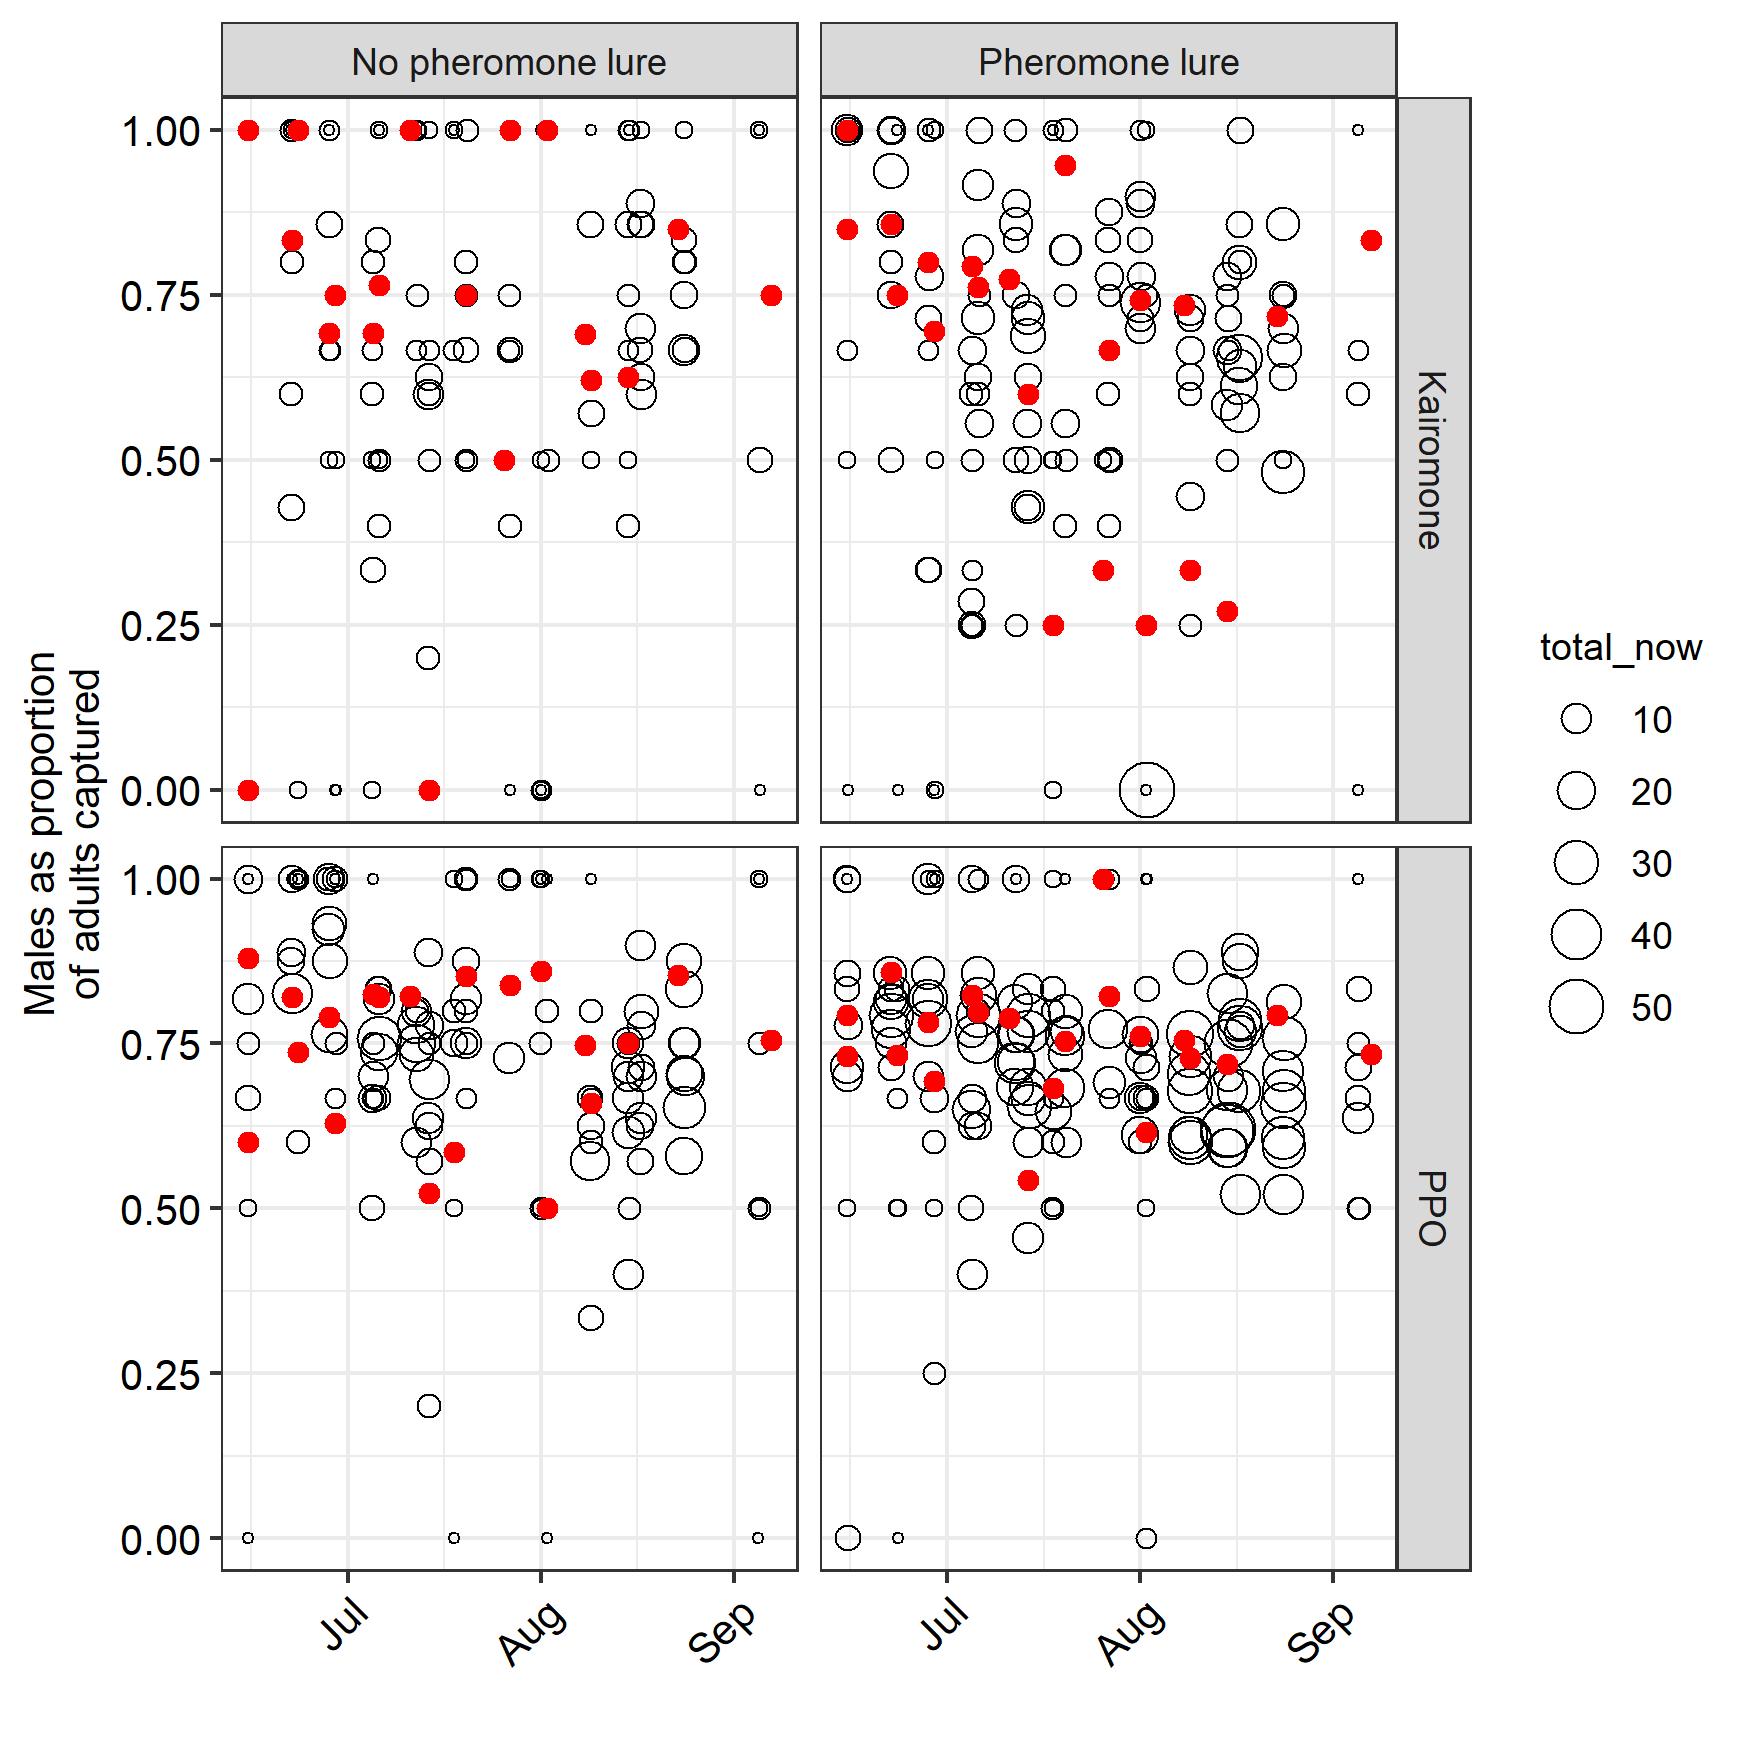 No pheromone lure
Pheromone lure
1.00
0.75
0.50
0.25
0.00
Kairomone
1.00
0.75
0.50
0.25
0.00
PPO
Males as proportion
of adults captured
Jul
Aug
Sep
Jul
Aug
Sep
total_now
10
20
30
40
50